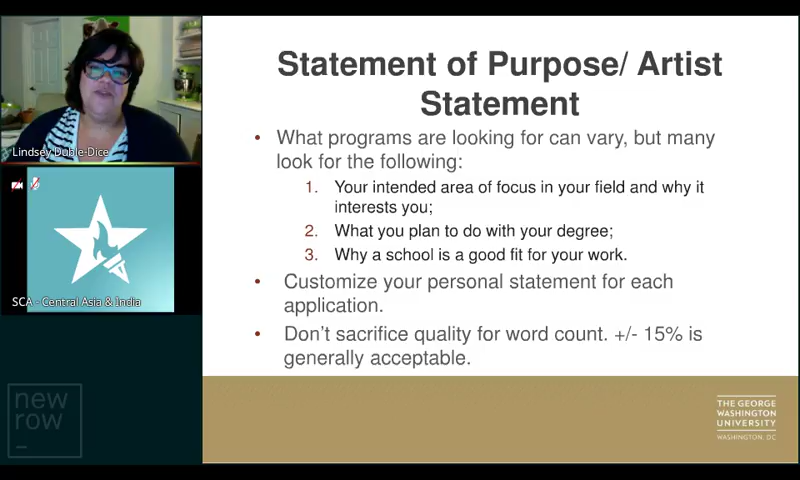 Statement of Purpose/ Artist
Statement
• What programs are looking for can vary, but many
look for the following:
1. Your intended area of focus in your field and why it
interests you;
2. What you plan to do with your degree;
3. Why a school is a good fit for your work.
• Customize your personal statement for each
application.
• Don't sacrifice quality for word count. +/- 15% is
generally acceptable.
Lindsey Duble-Dice
SCA - Central Asia & India
new
row
THE GEORGE
WASHINGTON
UNIVERSITY
WASHINGTON, DC